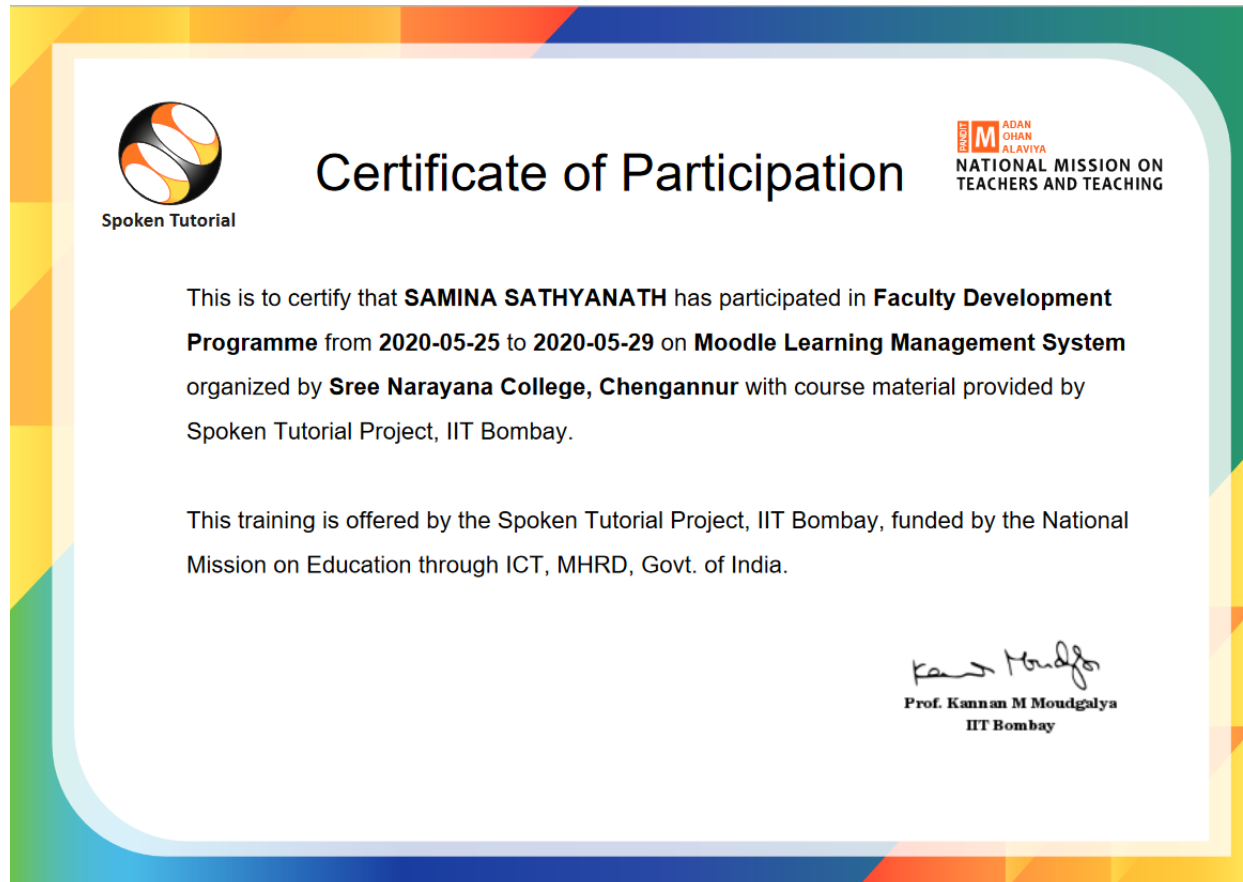 Spoken Tutorial
Certificate of Participation
PANDIT
M
ADAN
OHAN
ALAVIYA
NATIONAL MISSION ON
TEACHERS AND TEACHING
This is to certify that SAMINA SATHYANATH has participated in Faculty Development
Programme from 2020-05-25 to 2020-05-29 on Moodle Learning Management System
organized by Sree Narayana College, Chengannur with course material provided by
Spoken Tutorial Project, IIT Bombay.
This training is offered by the Spoken Tutorial Project, IIT Bombay, funded by the National
Mission on Education through ICT, MHRD, Govt. of India.
Prof. Kannan M Moudgalya
IIT Bombay